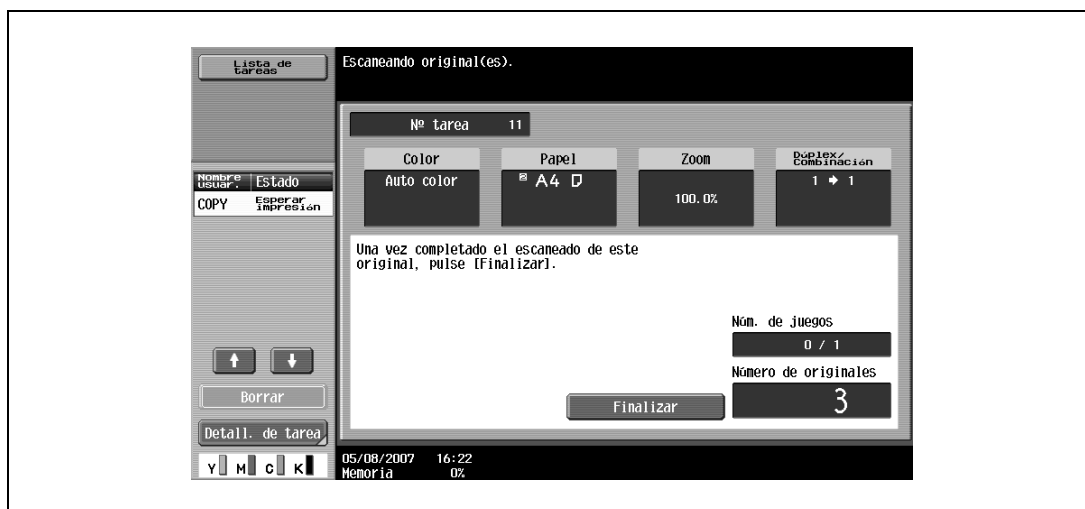 Lista de
tareas
Escaneando original(es).
Nº tarea 11
Color Papel Zoom Dúplex/
Combinación
Auto color 2 A4 100.0% 1 → 1
Nombre
usuar. Estado
COPY Esperar
impresión
Una vez completado el escaneado de este
original, pulse [Finalizar].
Núm. de juegos
0 / 1
Número de originales
3
Finalizar
Borrar
Detall. de tarea
Y M C K
05/08/2007 16:22
Memoria 0%